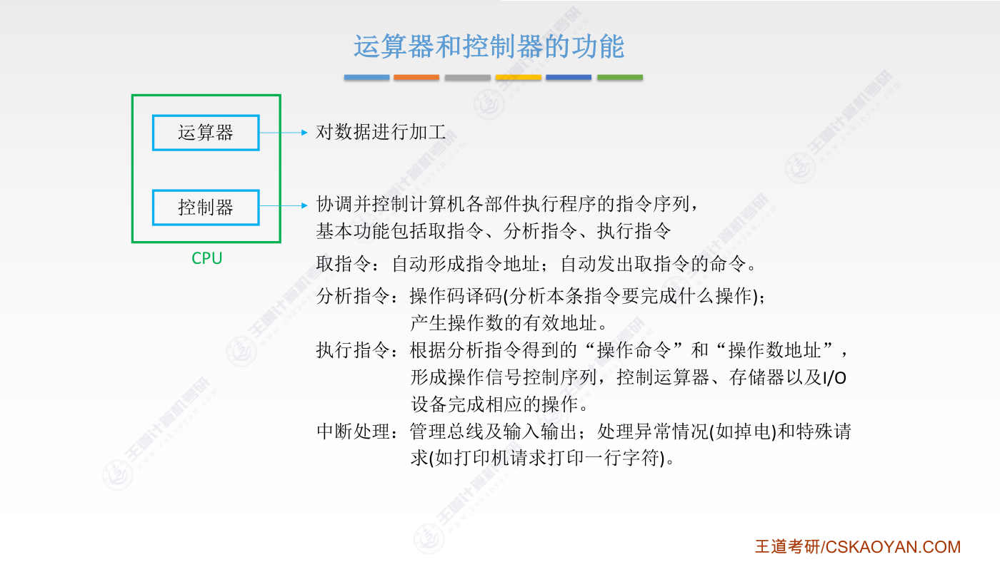 运算器和控制器的功能
运算器
对数据进行加工
控制器
协调并控制计算机各部件执行程序的指令序列，
基本功能包括取指令、分析指令、执行指令
CPU
取指令：自动形成指令地址；自动发出取指令的命令。
分析指令：操作码译码(分析本条指令要完成什么操作)；
产生操作数的有效地址。
执行指令：根据分析指令得到的“操作命令”和“操作数地址”，
形成操作信号控制序列，控制运算器、存储器以及I/O
设备完成相应的操作。
中断处理：管理总线及输入输出；处理异常情况(如掉电)和特殊请
求(如打印机请求打印一行字符)。
王道考研/CSKAOYAN.COM